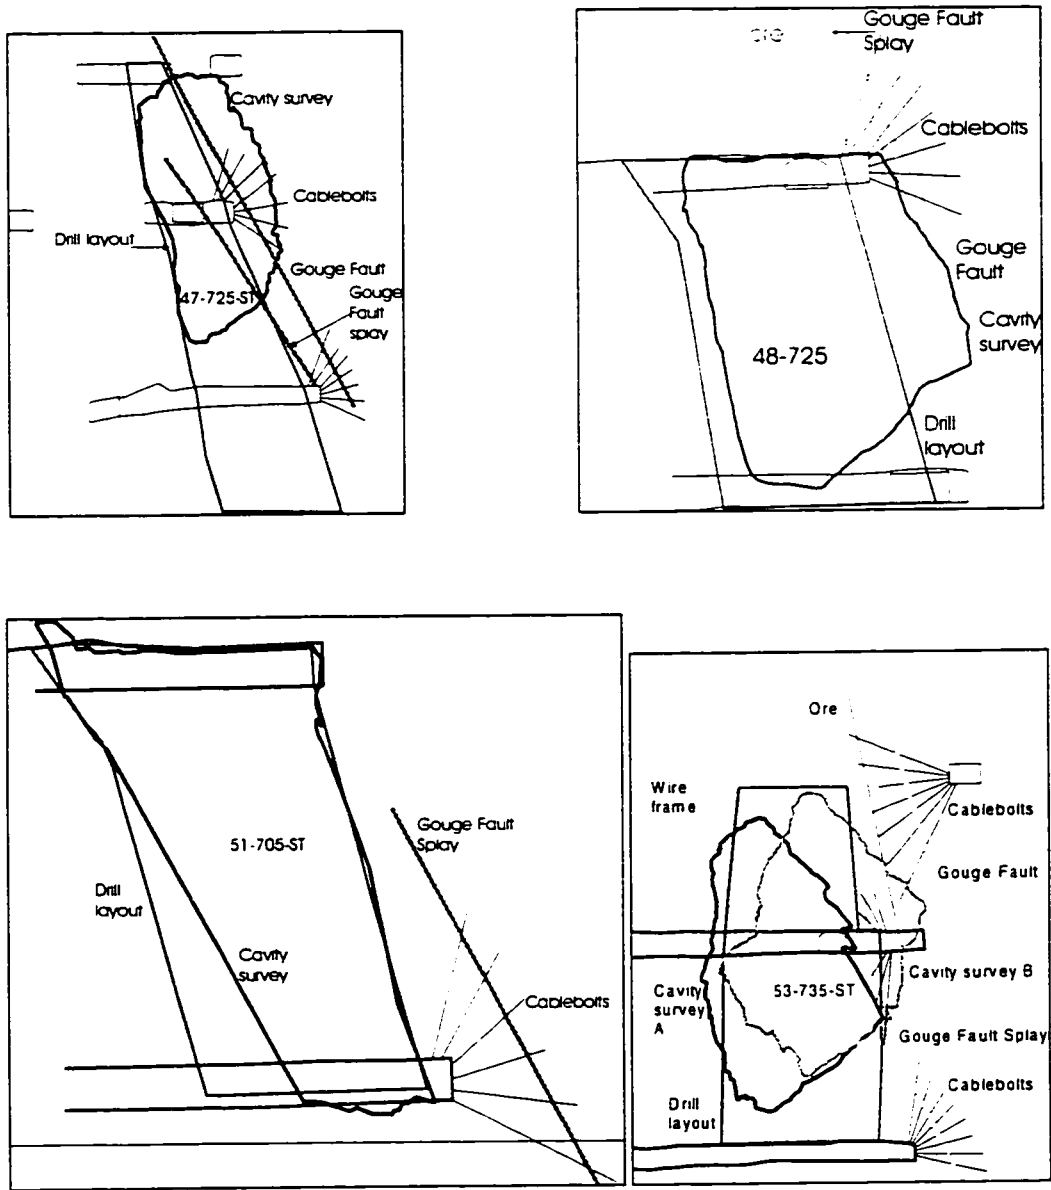 Cavity survey
Cablebolts
Drill layout
Gouge Fault
47-725-ST
Gouge
Fault
splay
ore
Gouge Fault
Splay
Cablebolts
Gouge
Fault
Cavity
survey
48-725
Drill
layout
51-705-ST
Gouge Fault
Splay
Drill
layout
Cavity
survey
Cablebolts
Ore
Wire
frame
Cablebolts
Gouge Fault
Cavity survey B
53-735-ST
Cavity
survey
A
Gouge Fault Splay
Cablebolts
Drill
layout